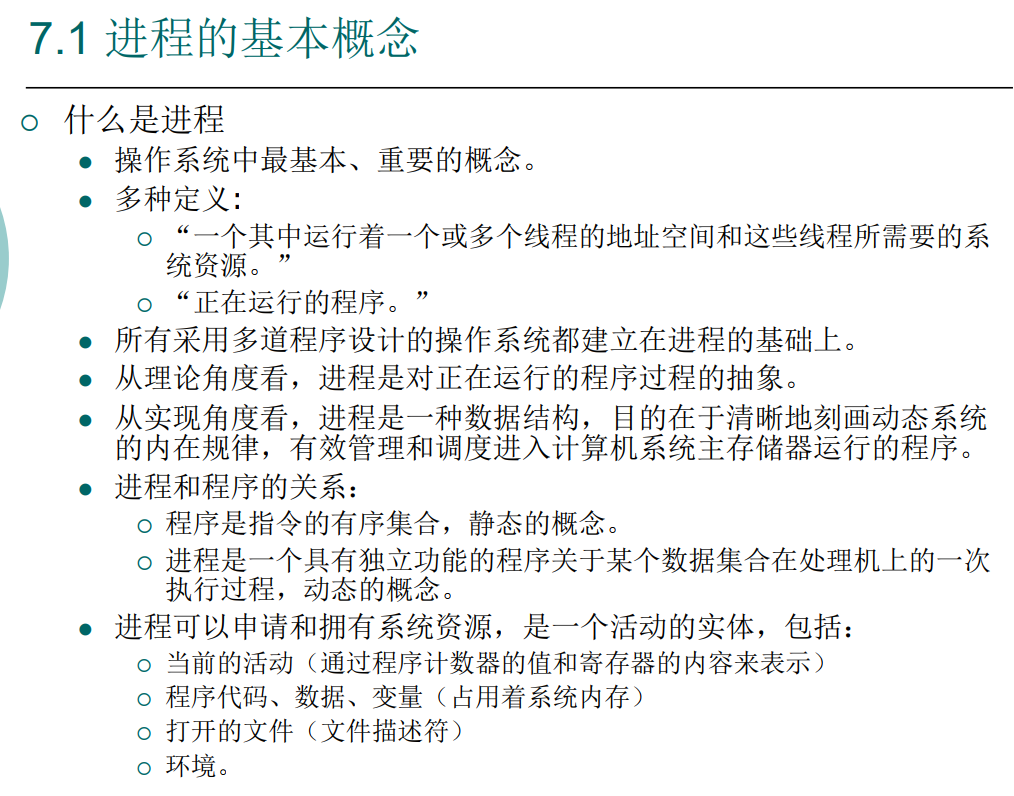 7.1 进程的基本概念
什么是进程
操作系统中最基本、重要的概念。
多种定义:
“一个其中运行着一个或多个线程的地址空间和这些线程所需要的系
统资源。”
“正在运行的程序。”
所有采用多道程序设计的操作系统都建立在进程的基础上。
从理论角度看，进程是对正在运行的程序过程的抽象。
从实现角度看，进程是一种数据结构，目的在于清晰地刻画动态系统
的内在规律，有效管理和调度进入计算机系统主存储器运行的程序。
进程和程序的关系：
程序是指令的有序集合，静态的概念。
进程是一个具有独立功能的程序关于某个数据集合在处理机上的一次
执行过程，动态的概念。
进程可以申请和拥有系统资源，是一个活动的实体，包括：
当前的活动（通过程序计数器的值和寄存器的内容来表示）
程序代码、数据、变量（占用着系统内存）
打开的文件（文件描述符）
环境。